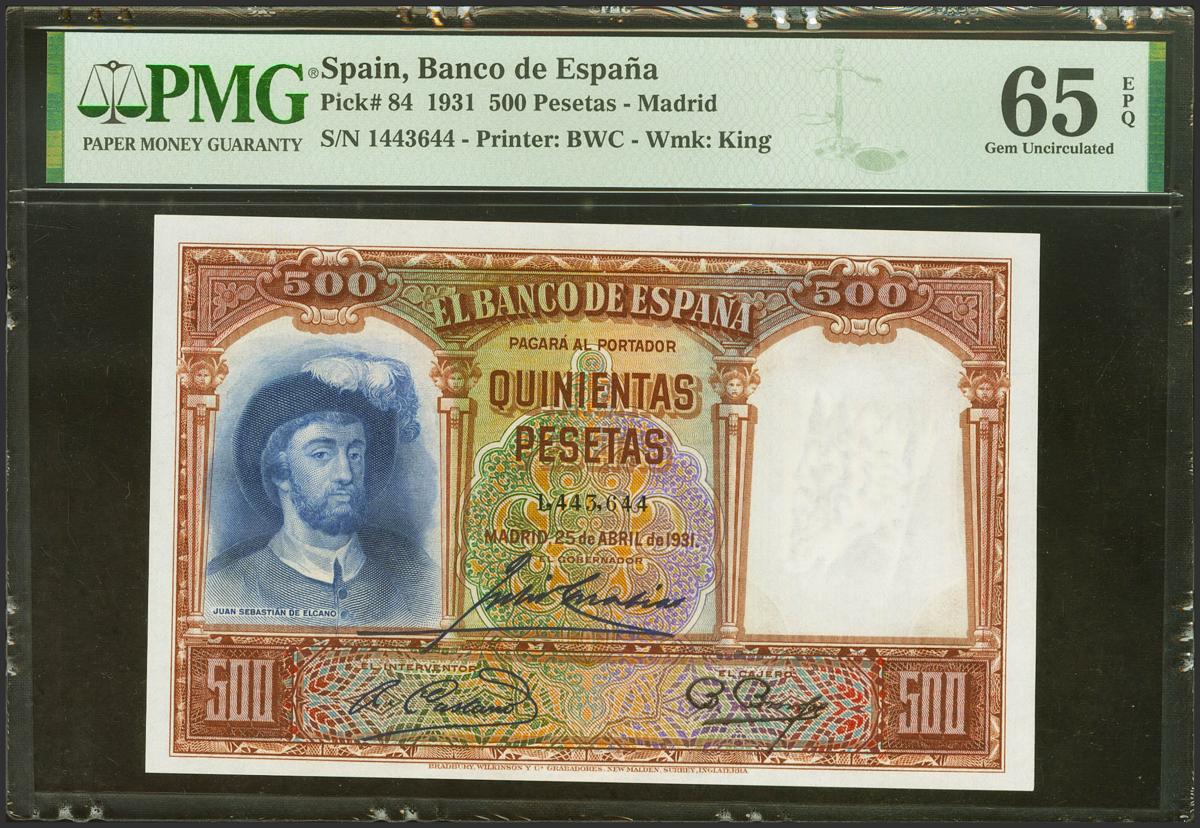 PMG®
PAPER MONEY GUARANTY
Spain, Banco de España
Pick# 84 1931 500 Pesetas - Madrid
S/N 1443644 - Printer: BWC - Wmk: King
65
EPQ
Gem Uncirculated
500
500
EL BANCO DE ESPAÑA
PAGARÁ AL PORTADOR
QUINIENTAS
PESETAS
1,443,644
MADRID, 25 de ABRIL de 1931.
EL GOBERNADOR
JUAN SEBASTIÁN DE ELCANO
EL INTERVENTOR
EL CAJERO
500
500
BRADBURY, WILKINSON Y Cª GRABADORES, NEW MALDEN, SURREY, INGLATERRA